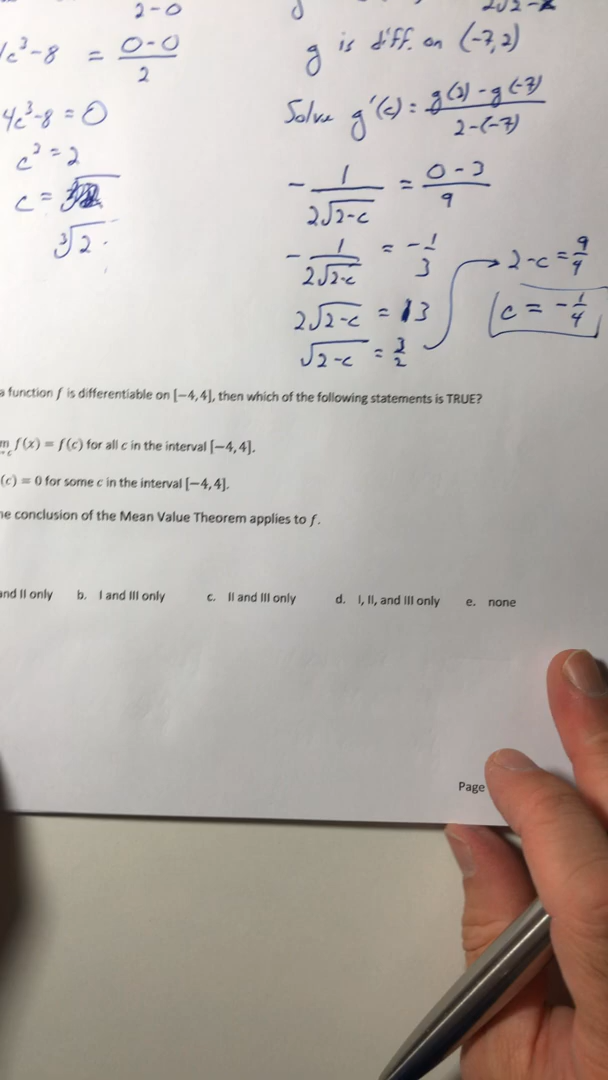 2-0
c³-8 = 0-0/2
4c³-8=0
c³=2
c=
³√2.
g is diff. on (-7,2)
Solve g'(c) = g(2)-g(-7)/2-(-7)
-1/2√2-c = 0-3/9
-1/2√2-c = -1/3
2√2-c = 3
√2-c = 3/2
2-c = 9/4
c = -1/4
a function f is differentiable on [−4, 4], then which of the following statements is TRUE?
f(x) = f(c) for all c in the interval [−4, 4].
(c) = 0 for some c in the interval [−4, 4].
he conclusion of the Mean Value Theorem applies to f.
and II only b. I and III only c. II and III only d. I, II, and III only e. none
Page